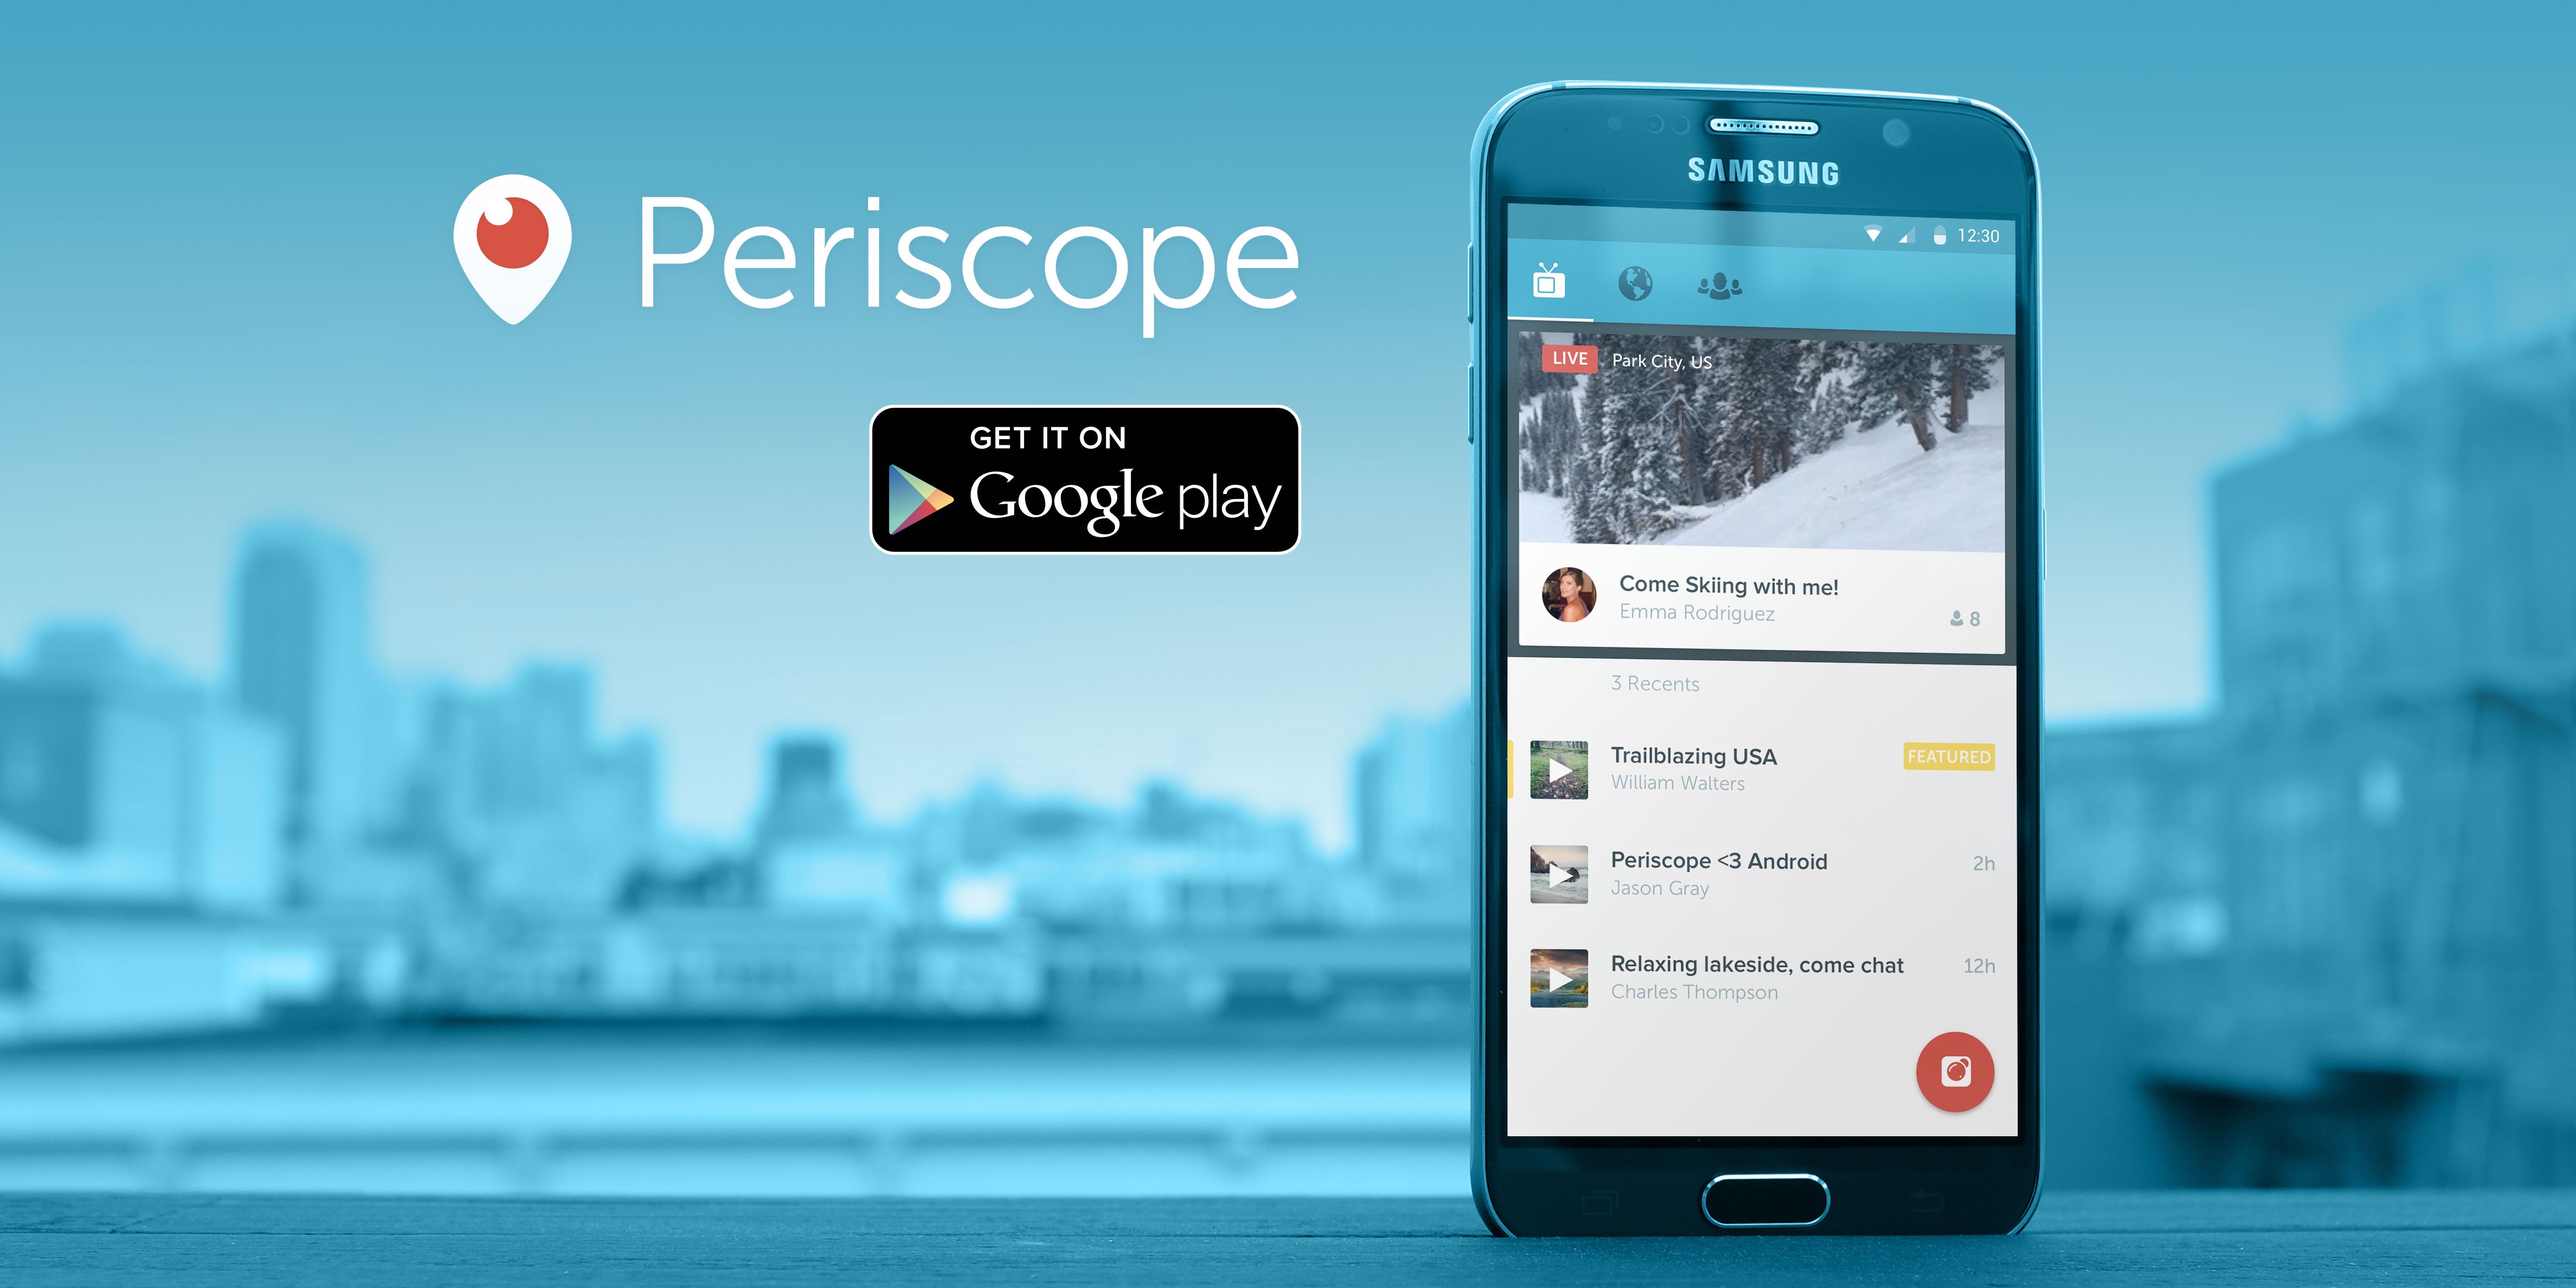 Periscope
GET IT ON
Google play
SAMSUNG
12:30
LIVE Park City, US
Come Skiing with me!
Emma Rodriguez
8
3 Recents
Trailblazing USA
FEATURED
William Walters
Periscope <3 Android
2h
Jason Gray
Relaxing lakeside, come chat
12h
Charles Thompson